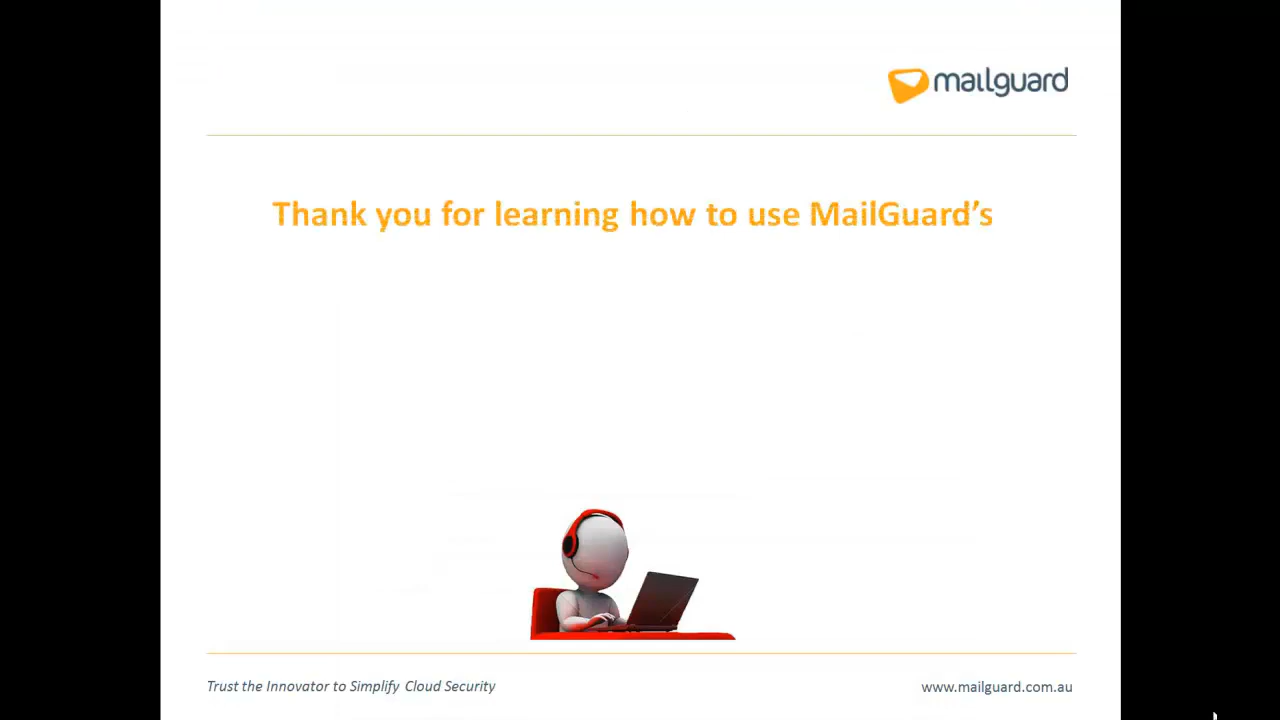 mailguard
Thank you for learning how to use MailGuard’s
Trust the Innovator to Simplify Cloud Security
www.mailguard.com.au